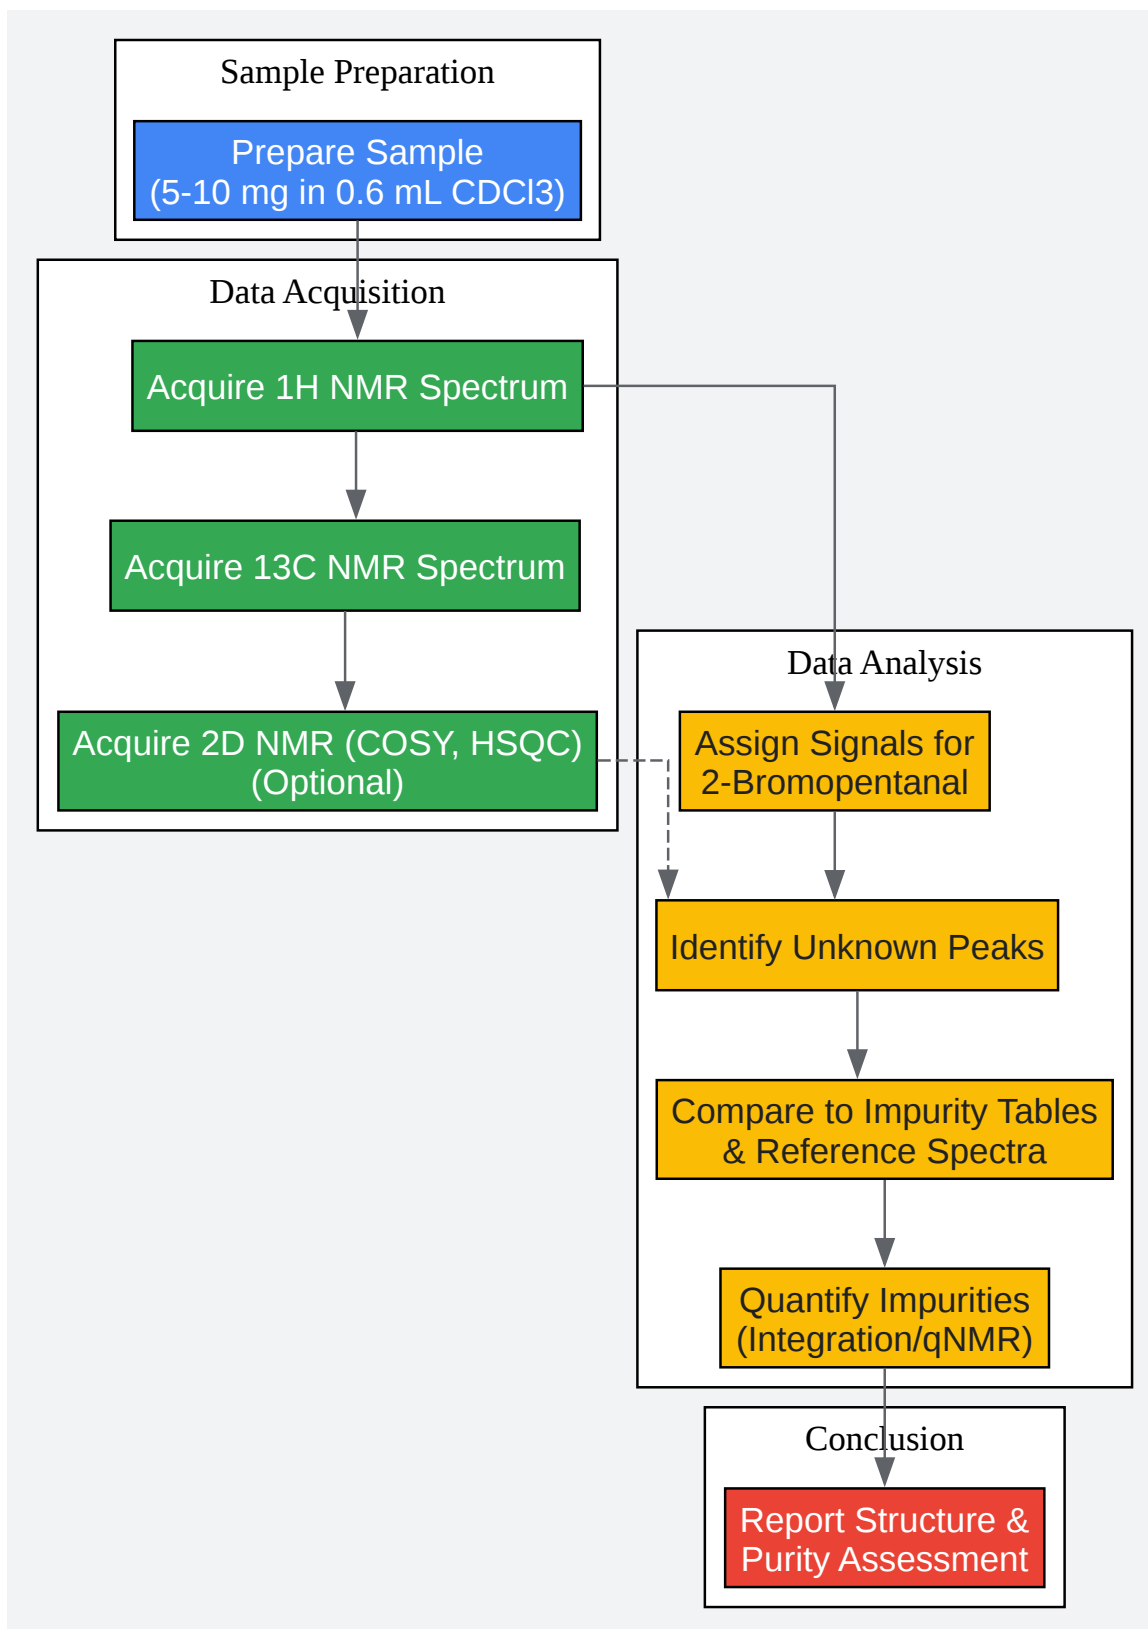 Sample Preparation
Prepare Sample
(5-10 mg in 0.6 mL CDCl3)
Data Acquisition
Acquire 1H NMR Spectrum
Acquire 13C NMR Spectrum
Acquire 2D NMR (COSY, HSQC)
(Optional)
Data Analysis
Assign Signals for
2-Bromopentanal
Identify Unknown Peaks
Compare to Impurity Tables
& Reference Spectra
Quantify Impurities
(Integration/qNMR)
Conclusion
Report Structure &
Purity Assessment